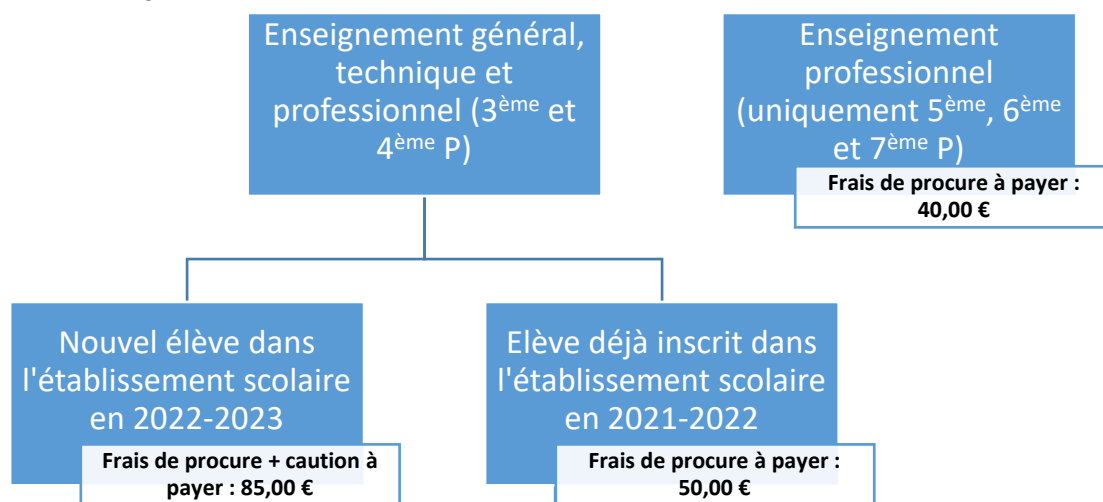 Enseignement général,
technique et
professionnel (3ème et
4ème P)
Enseignement
professionnel
(uniquement 5ème, 6ème
et 7ème P)
Frais de procure à payer :
40,00 €
Nouvel élève dans
l'établissement scolaire
en 2022-2023
Frais de procure + caution à
payer : 85,00 €
Elève déjà inscrit dans
l'établissement scolaire
en 2021-2022
Frais de procure à payer :
50,00 €